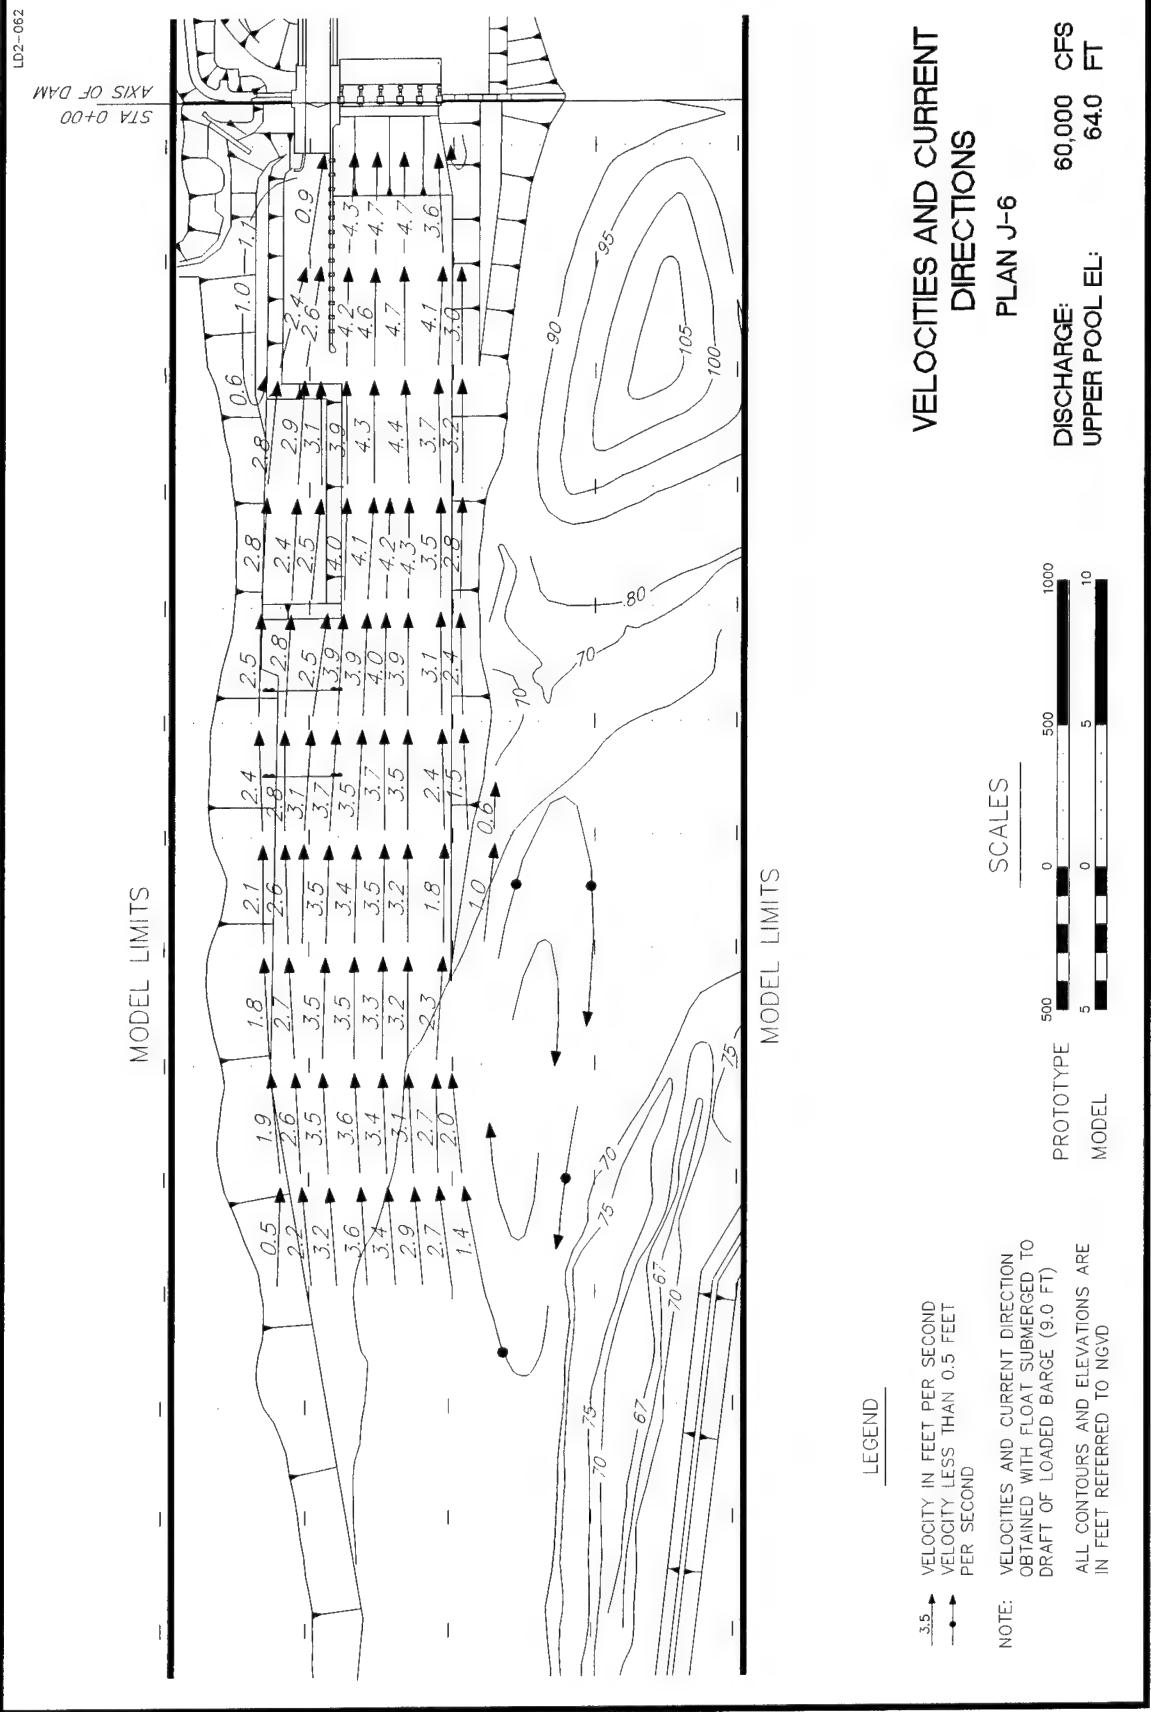 LD2-062
AXIS OF DAM
STA 0+00
MODEL LIMITS
0.5 1.9 1.8 2.1 2.4 2.5 2.8 2.8 0.6 1.0 1.1
2.2 2.6 2.7 2.6 2.8 2.8 2.4 2.9 2.4 0.9
3.2 3.5 3.5 3.5 3.1 2.5 2.5 3.1 2.6
3.6 3.6 3.5 3.4 3.7 3.9 4.0 3.9 4.2 4.3
3.4 3.4 3.3 3.5 3.5 3.9 4.1 4.3 4.6 4.7
2.9 3.1 3.2 3.2 3.7 4.0 4.2 4.4 4.7 4.7
2.7 2.7 2.3 1.8 3.5 3.9 4.3 3.7 4.1 3.6
1.4 2.0 1.0 2.4 3.1 3.5 3.2 3.0
0.6 1.5 2.4 2.8
70 70 80 90 95 100 105
75 70 67 75 70 67 70 75
MODEL LIMITS
VELOCITIES AND CURRENT
DIRECTIONS
PLAN J-6
DISCHARGE: 60,000 CFS
UPPER POOL EL: 64.0 FT
SCALES
PROTOTYPE 500 0 500 1000
MODEL 5 0 5 10
LEGEND
3.5 VELOCITY IN FEET PER SECOND
VELOCITY LESS THAN 0.5 FEET
PER SECOND
NOTE: VELOCITIES AND CURRENT DIRECTION
OBTAINED WITH FLOAT SUBMERGED TO
DRAFT OF LOADED BARGE (9.0 FT)
ALL CONTOURS AND ELEVATIONS ARE
IN FEET REFERRED TO NGVD